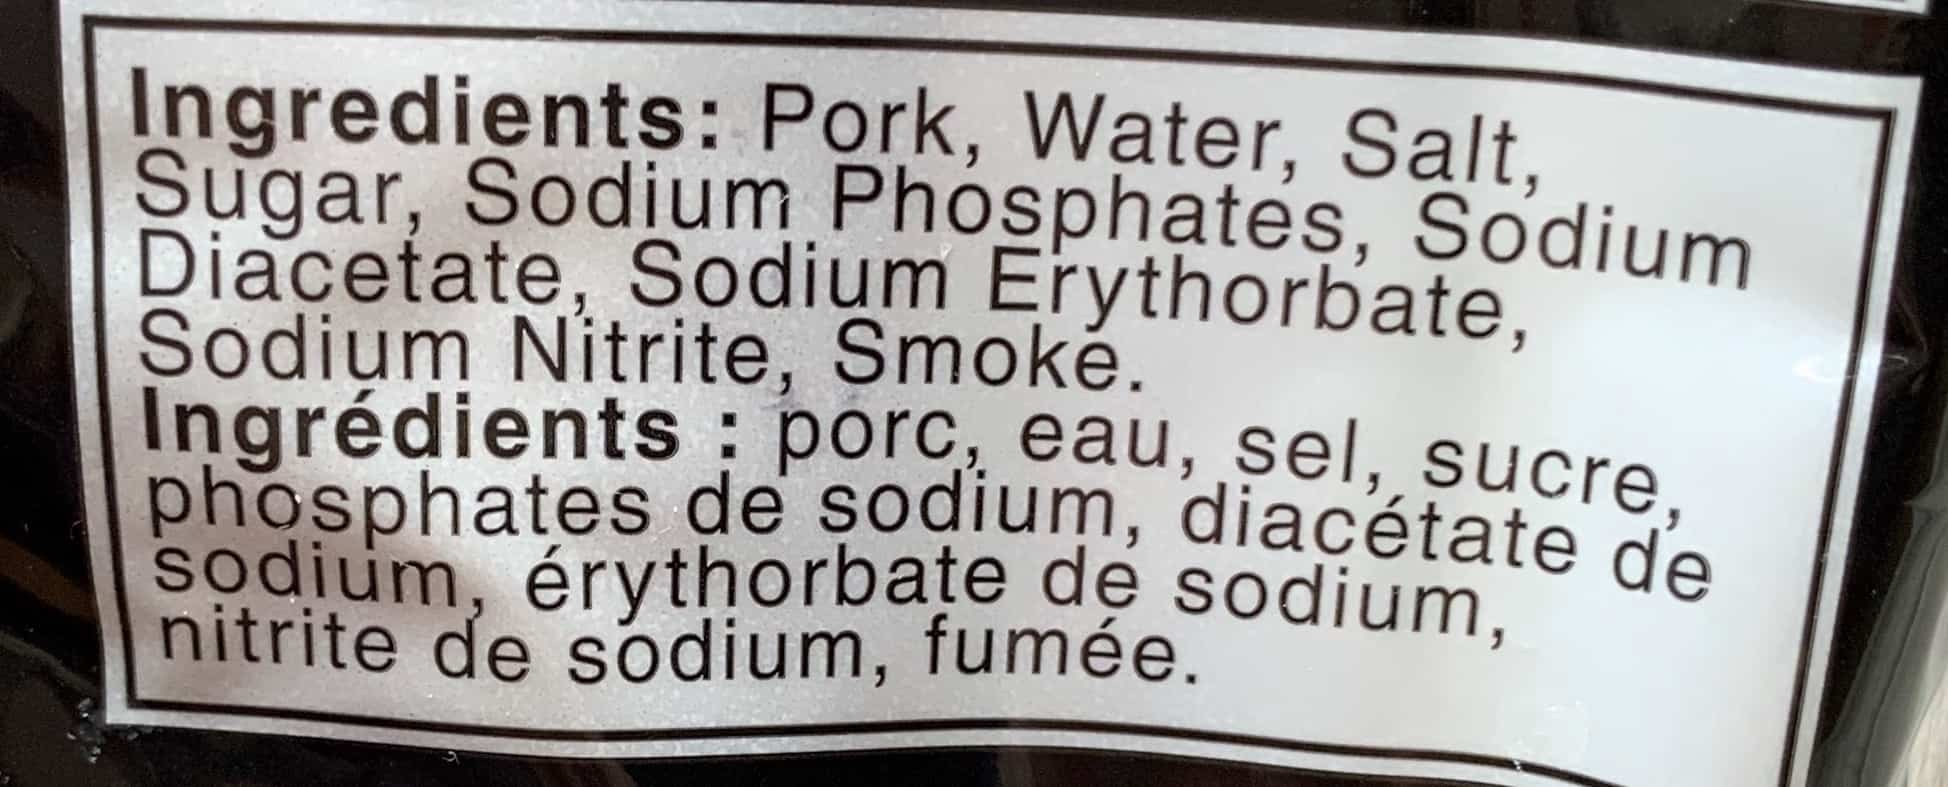 Ingredients: Pork, Water, Salt,
Sugar, Sodium Phosphates, Sodium
Diacetate, Sodium Erythorbate,
Sodium Nitrite, Smoke.
Ingrédients : porc, eau, sel, sucre,
phosphates de sodium, diacétate de
sodium, érythorbate de sodium,
nitrite de sodium, fumée.